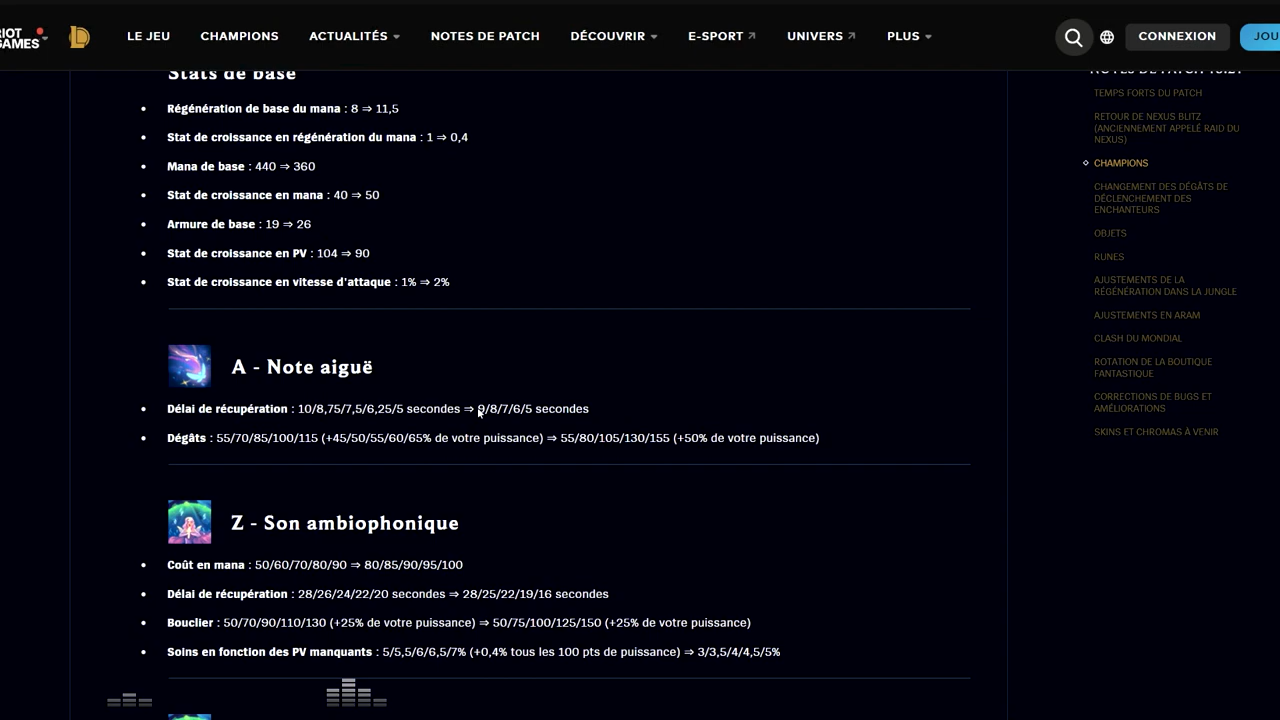 RIOT GAMES
LE JEU CHAMPIONS ACTUALITÉS NOTES DE PATCH DÉCOUVRIR E-SPORT UNIVERS PLUS CONNEXION JOU
Stats de base
Régénération de base du mana : 8 ⇒ 11,5
Stat de croissance en régénération du mana : 1 ⇒ 0,4
Mana de base : 440 ⇒ 360
Stat de croissance en mana : 40 ⇒ 50
Armure de base : 19 ⇒ 26
Stat de croissance en PV : 104 ⇒ 90
Stat de croissance en vitesse d'attaque : 1% ⇒ 2%
A - Note aiguë
Délai de récupération : 10/8,75/7,5/6,25/5 secondes ⇒ 9/8/7/6/5 secondes
Dégâts : 55/70/85/100/115 (+45/50/55/60/65% de votre puissance) ⇒ 55/80/105/130/155 (+50% de votre puissance)
Z - Son ambiophonique
Coût en mana : 50/60/70/80/90 ⇒ 80/85/90/95/100
Délai de récupération : 28/26/24/22/20 secondes ⇒ 28/25/22/19/16 secondes
Bouclier : 50/70/90/110/130 (+25% de votre puissance) ⇒ 50/75/100/125/150 (+25% de votre puissance)
Soins en fonction des PV manquants : 5/5,5/6/6,5/7% (+0,4% tous les 100 pts de puissance) ⇒ 3/3,5/4/4,5/5%
NOTES DE PATCH
TEMPS FORTS DU PATCH
RETOUR DE NEXUS BLITZ
(ANCIENNEMENT APPELÉ RAID DU
NEXUS)
CHAMPIONS
CHANGEMENT DES DÉGÂTS DE
DÉCLENCHEMENT DES
ENCHANTEURS
OBJETS
RUNES
AJUSTEMENTS DE LA
RÉGÉNÉRATION DANS LA JUNGLE
AJUSTEMENTS EN ARAM
CLASH DU MONDIAL
ROTATION DE LA BOUTIQUE
FANTASTIQUE
CORRECTIONS DE BUGS ET
AMÉLIORATIONS
SKINS ET CHROMAS À VENIR